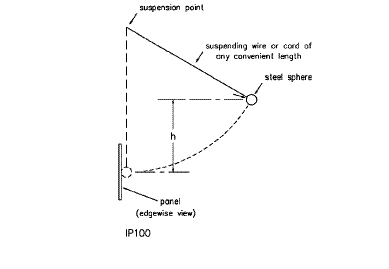 suspension point
suspending wire or cord of
any convenient length
steel sphere
h
panel
(edgewise view)
IP100